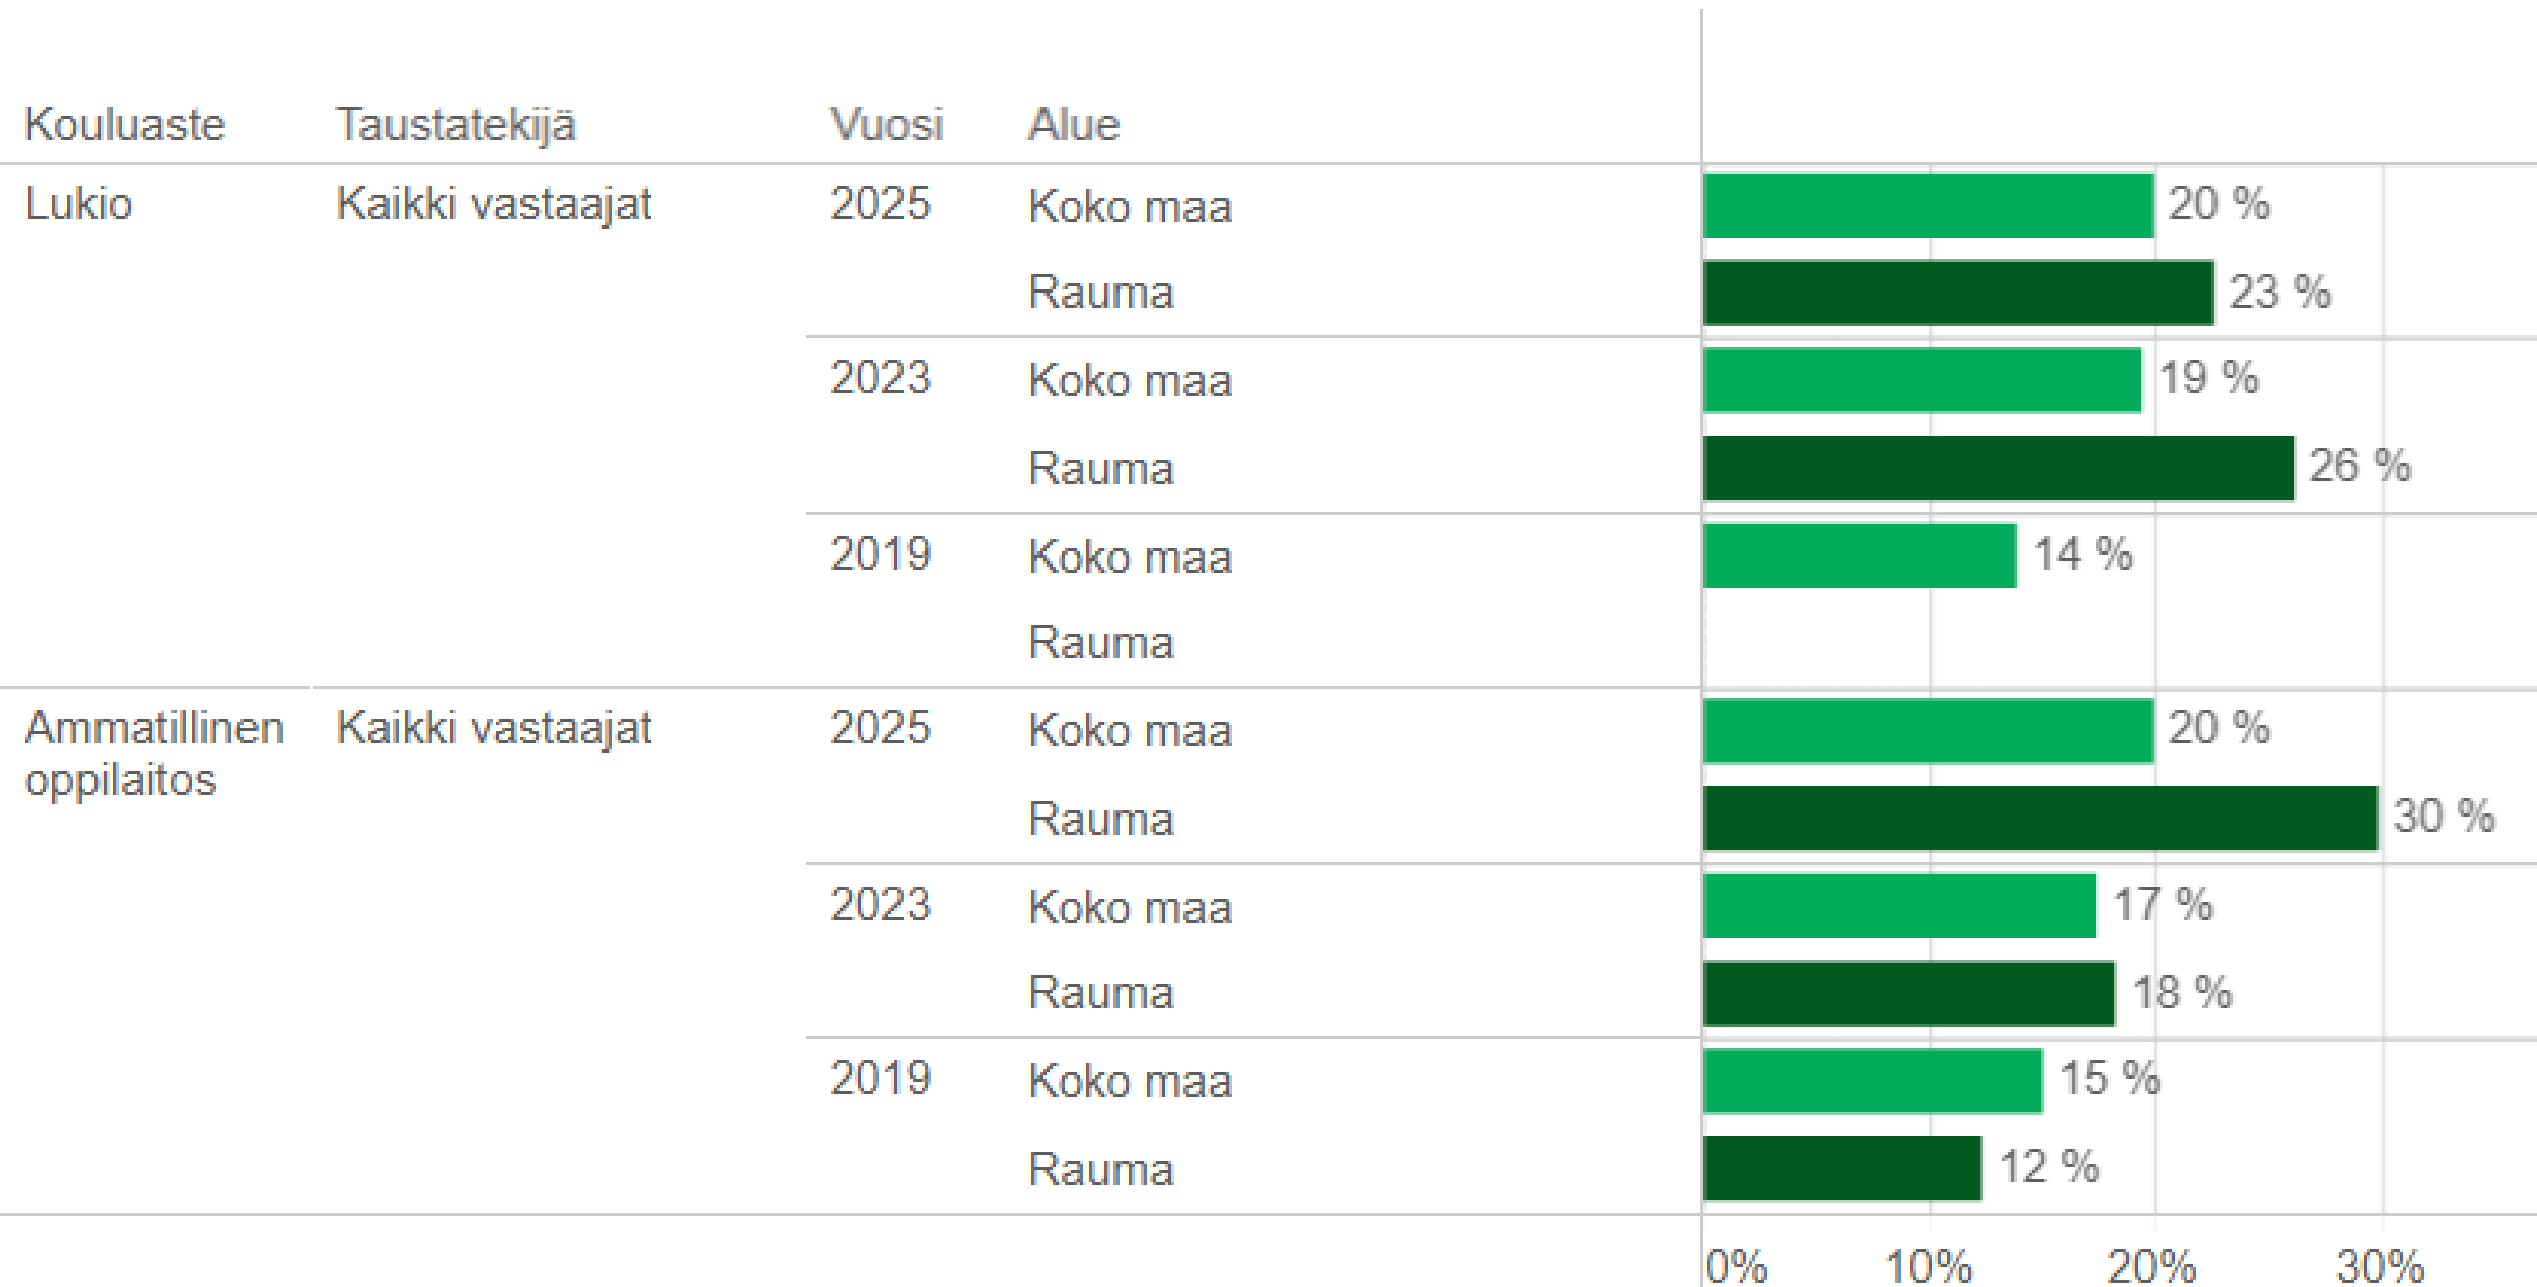 Kouluaste Taustatekijä Vuosi Alue
Lukio Kaikki vastaajat 2025 Koko maa 20 %
Rauma 23 %
2023 Koko maa 19 %
Rauma 26 %
2019 Koko maa 14 %
Rauma
Ammatillinen Kaikki vastaajat 2025 Koko maa 20 %
oppilaitos
Rauma 30 %
2023 Koko maa 17 %
Rauma 18 %
2019 Koko maa 15 %
Rauma 12 %
0% 10% 20% 30%